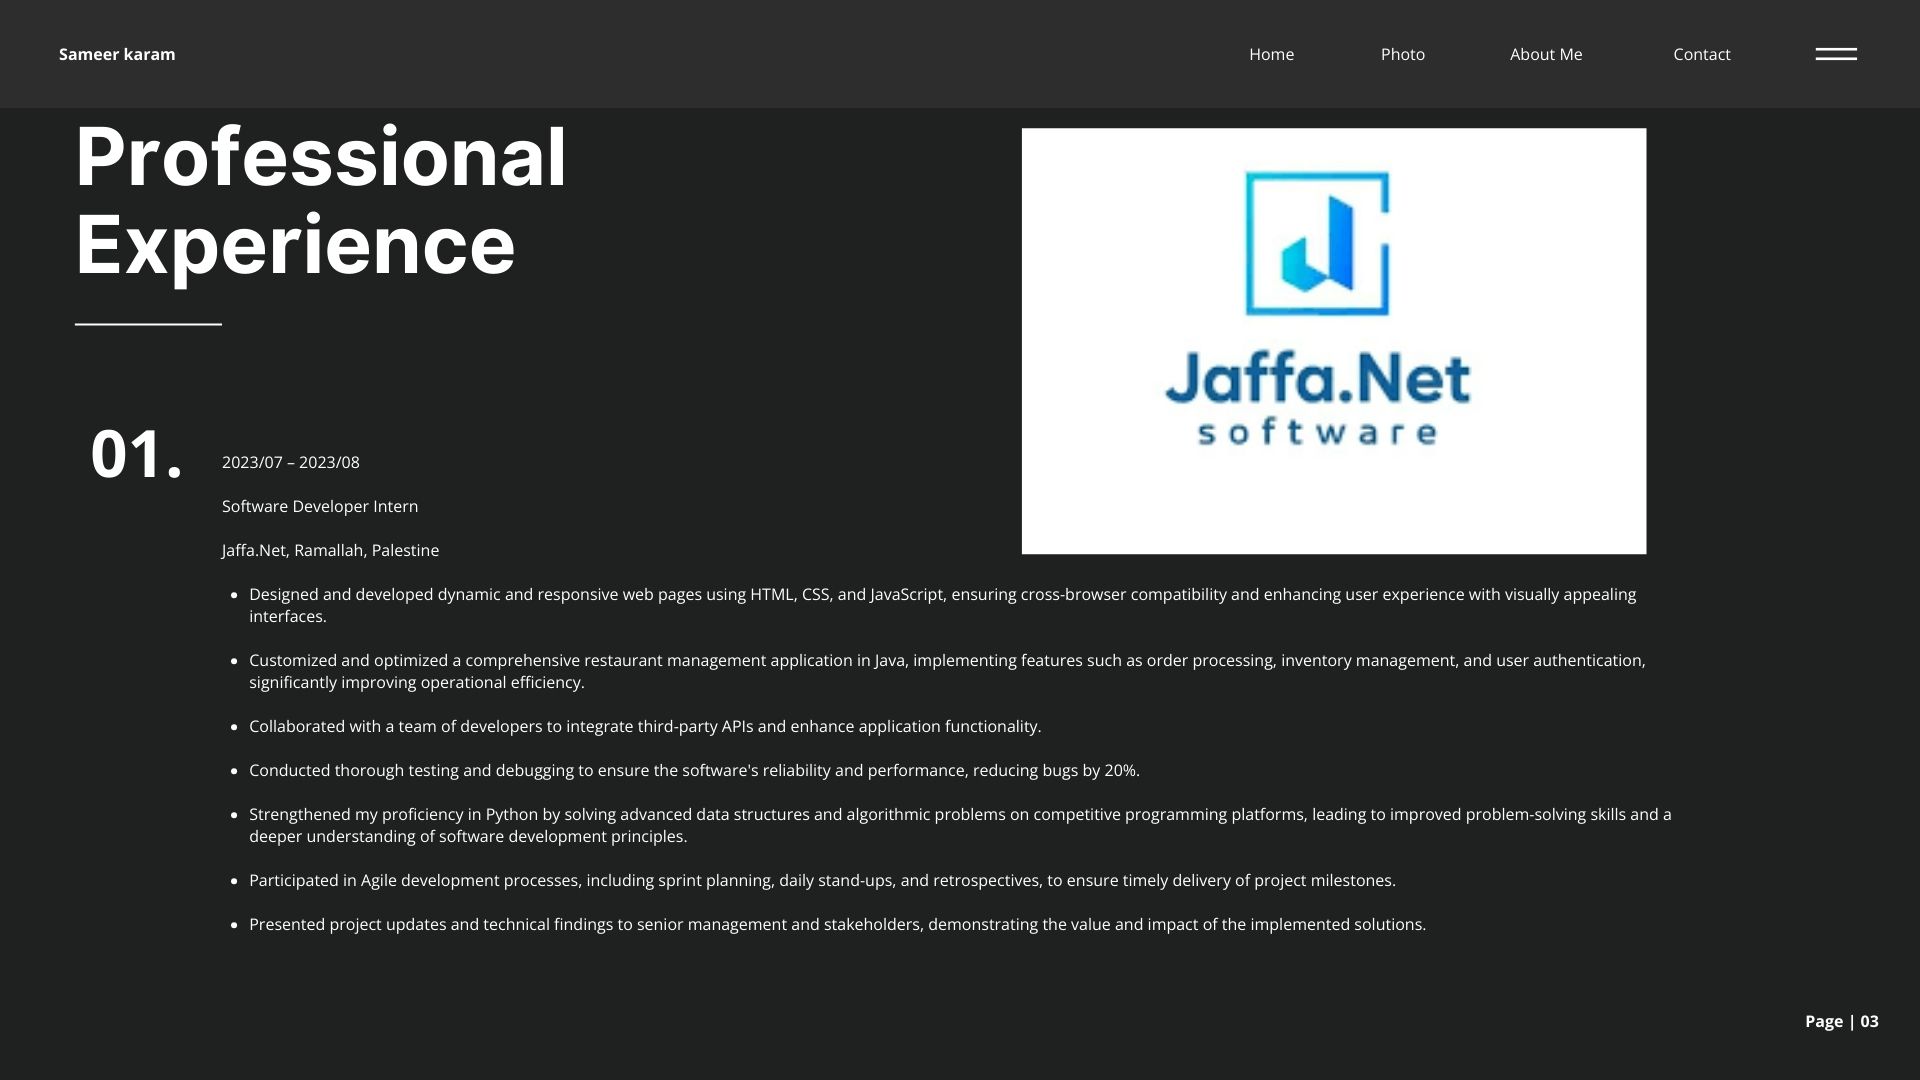 Sameer karam
Home
Photo
About Me
Contact
Professional
Experience
Jaffa.Net
software
01.
2023/07 – 2023/08
Software Developer Intern
Jaffa.Net, Ramallah, Palestine
• Designed and developed dynamic and responsive web pages using HTML, CSS, and JavaScript, ensuring cross-browser compatibility and enhancing user experience with visually appealing
interfaces.
• Customized and optimized a comprehensive restaurant management application in Java, implementing features such as order processing, inventory management, and user authentication,
significantly improving operational efficiency.
• Collaborated with a team of developers to integrate third-party APIs and enhance application functionality.
• Conducted thorough testing and debugging to ensure the software's reliability and performance, reducing bugs by 20%.
• Strengthened my proficiency in Python by solving advanced data structures and algorithmic problems on competitive programming platforms, leading to improved problem-solving skills and a
deeper understanding of software development principles.
• Participated in Agile development processes, including sprint planning, daily stand-ups, and retrospectives, to ensure timely delivery of project milestones.
• Presented project updates and technical findings to senior management and stakeholders, demonstrating the value and impact of the implemented solutions.
Page | 03